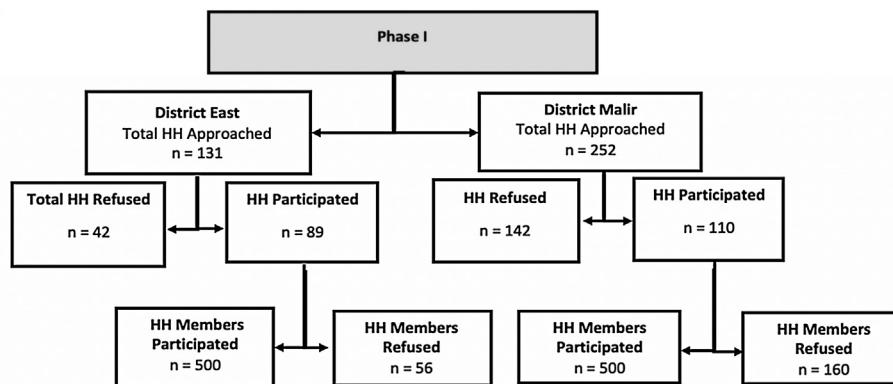 Phase I
District East
Total HH Approached
n = 131
District Malir
Total HH Approached
n = 252
Total HH Refused
n = 42
HH Participated
n = 89
HH Refused
n = 142
HH Participated
n = 110
HH Members
Participated
n = 500
HH Members
Refused
n = 56
HH Members
Participated
n = 500
HH Members
Refused
n = 160